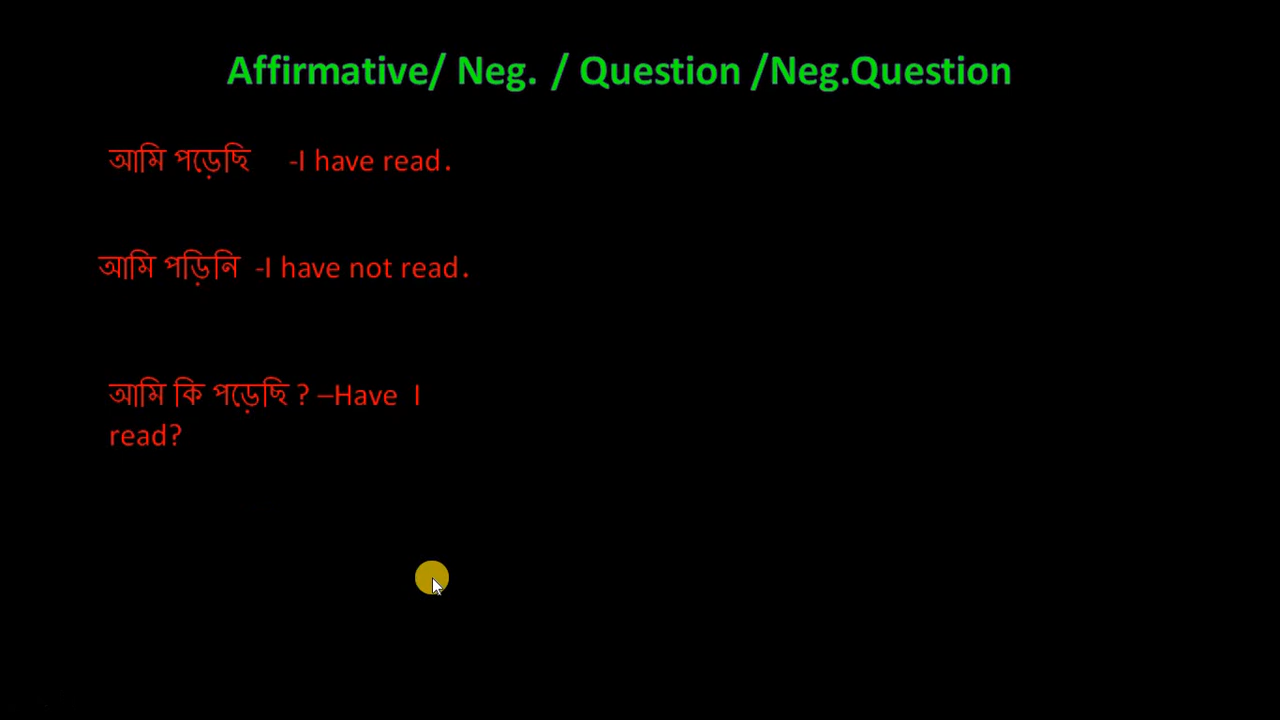 Affirmative/ Neg. / Question /Neg.Question
আমি পড়েছি -I have read.
আমি পড়িনি -I have not read.
আমি কি পড়েছি ? –Have I
read?